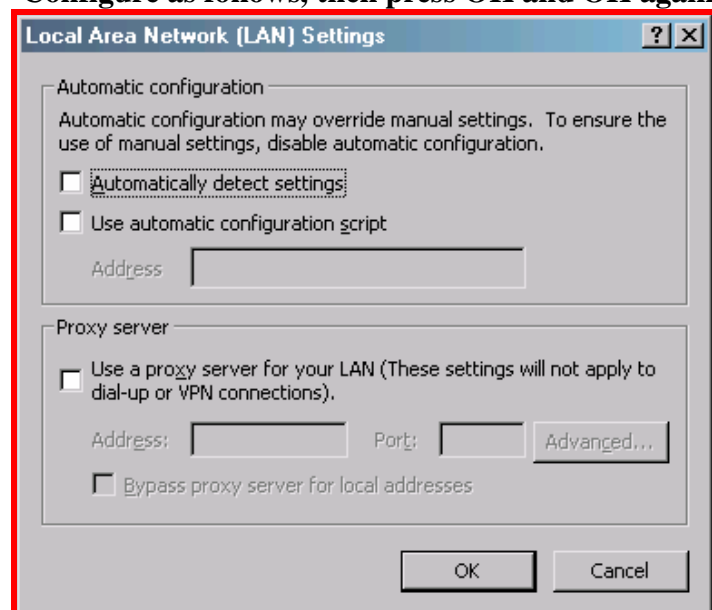 Configure as follows, then press OK and OK again
Local Area Network (LAN) Settings
Automatic configuration
Automatic configuration may override manual settings. To ensure the
use of manual settings, disable automatic configuration.
Automatically detect settings
Use automatic configuration script
Address
Proxy server
Use a proxy server for your LAN (These settings will not apply to
dial-up or VPN connections).
Address:
Port:
Advanced...
Bypass proxy server for local addresses
OK
Cancel